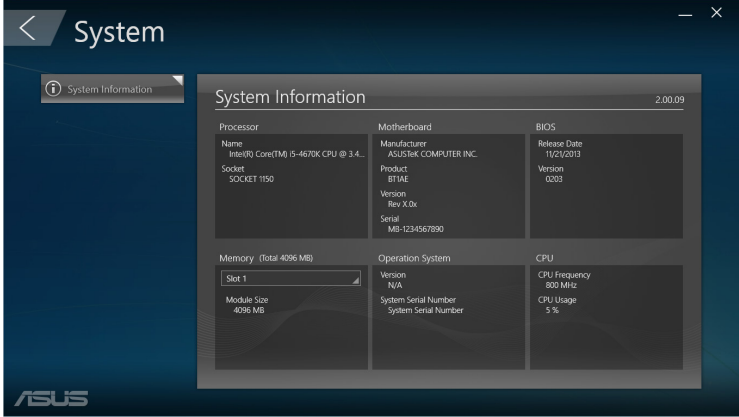 System
System Information
System Information
2.00.09
Processor
Name
Intel(R) Core(TM) i5-4670K CPU @ 3.4...
Socket
SOCKET 1150
Motherboard
Manufacturer
ASUSTeK COMPUTER INC.
Product
BT1AE
Version
Rev X.0x
Serial
MB-1234567890
BIOS
Release Date
11/21/2013
Version
0203
Memory (Total 4096 MB)
Slot 1
Module Size
4096 MB
Operation System
Version
N/A
System Serial Number
System Serial Number
CPU
CPU Frequency
800 MHz
CPU Usage
5 %
ASUS